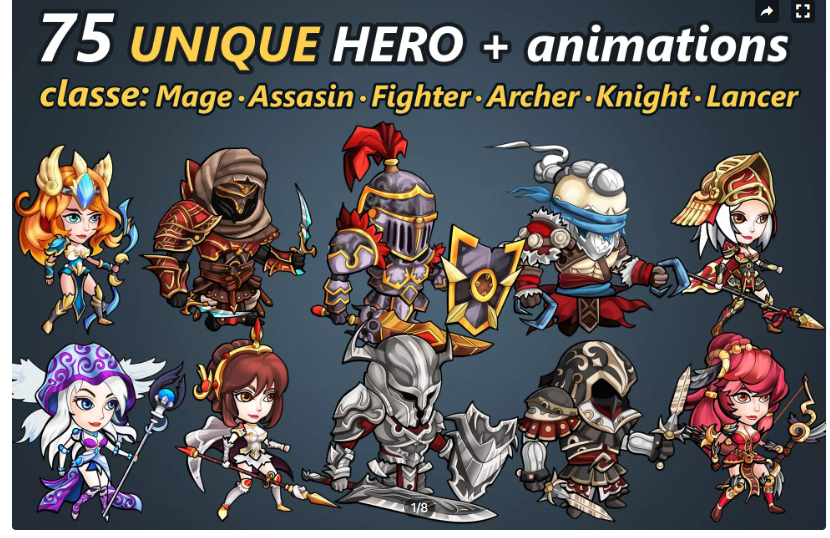 75 UNIQUE HERO + animations
classe: Mage · Assasin · Fighter · Archer · Knight · Lancer
1/8